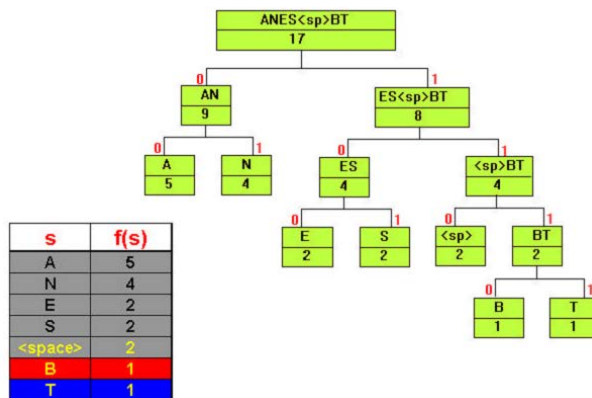 ANES<sp>BT
17
0 1
AN ES<sp>BT
9 8
0 1 0 1
A N ES <sp>BT
5 4 4 4
0 1 0 1
E S <sp> BT
2 2 2 2
0 1
B T
1 1
s f(s)
A 5
N 4
E 2
S 2
<space> 2
B 1
T 1